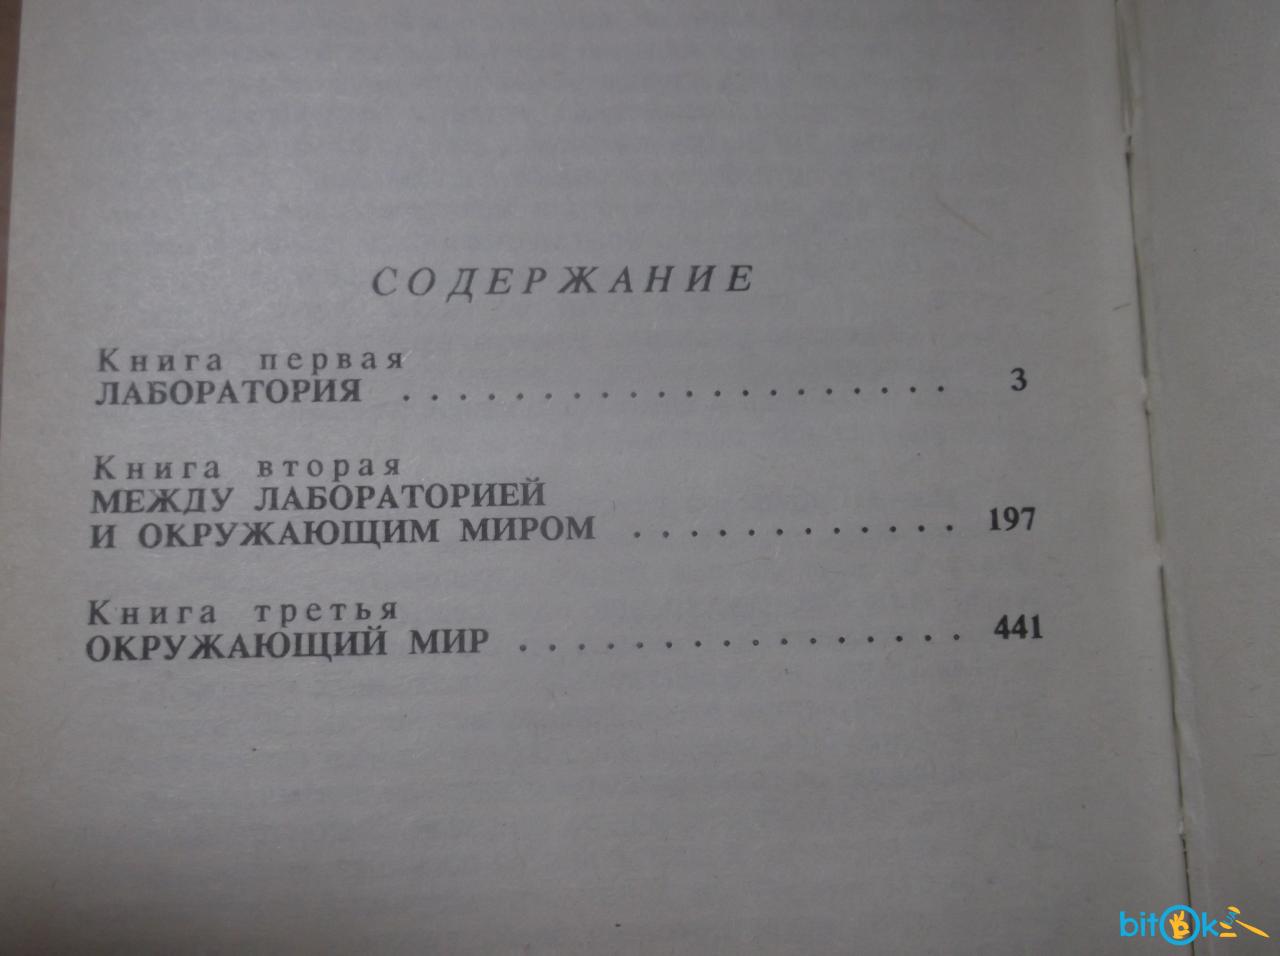 СОДЕРЖАНИЕ
Книга первая
ЛАБОРАТОРИЯ . . . . . . . . . . . . . . . . . . . . 3
Книга вторая
МЕЖДУ ЛАБОРАТОРИЕЙ
И ОКРУЖАЮЩИМ МИРОМ . . . . . . . . . . . . 197
Книга третья
ОКРУЖАЮЩИЙ МИР . . . . . . . . . . . . . . . . 441
bitOk